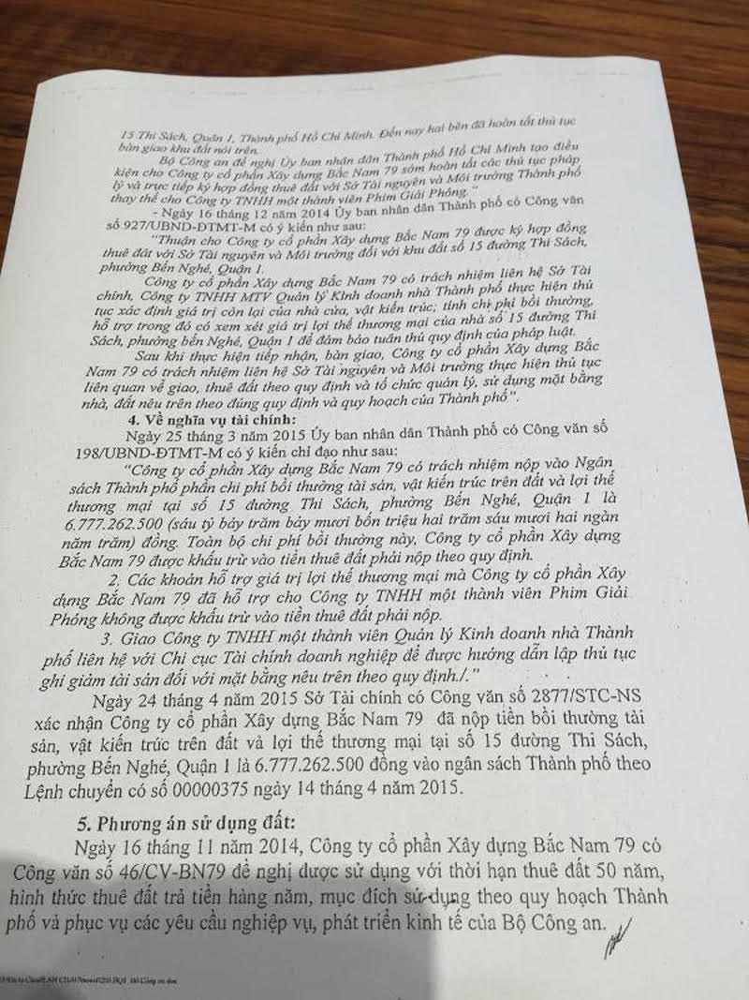 15 Thi Sách, Quận 1, Thành phố Hồ Chí Minh. Đến nay hai bên đã hoàn tất thủ tục
bàn giao khu đất nói trên.
Bộ Công an đề nghị Ủy ban nhân dân Thành phố Hồ Chí Minh tạo điều
kiện cho Công ty cổ phần Xây dựng Bắc Nam 79 sớm hoàn tất các thủ tục pháp
lý và trực tiếp ký hợp đồng thuê đất với Sở Tài nguyên và Môi trường Thành phố
thay thế cho Công ty TNHH một thành viên Phim Giải Phóng."
- Ngày 16 tháng 12 năm 2014 Ủy ban nhân dân Thành phố có Công văn
số 927/UBND-ĐTMT-M có ý kiến như sau:
"Thuận cho Công ty cổ phần Xây dựng Bắc Nam 79 được ký hợp đồng
thuê đất với Sở Tài nguyên và Môi trường đối với khu đất số 15 đường Thi Sách,
phường Bến Nghé, Quận 1.
Công ty cổ phần Xây dựng Bắc Nam 79 có trách nhiệm liên hệ Sở Tài
chính, Công ty TNHH MTV Quản lý Kinh doanh nhà Thành phố thực hiện thủ
tục xác định giá trị còn lại của nhà cửa, vật kiến trúc; tính chi phí bồi thường,
hỗ trợ trong đó có xem xét giá trị lợi thế thương mại của nhà số 15 đường Thi
Sách, phường bến Nghé, Quận 1 để đảm bảo tuân thủ quy định của pháp luật.
Sau khi thực hiện tiếp nhận, bàn giao, Công ty cổ phần Xây dựng Bắc
Nam 79 có trách nhiệm liên hệ Sở Tài nguyên và Môi trường thực hiện thủ tục
liên quan về giao, thuê đất theo quy định và tổ chức quản lý, sử dụng mặt bằng
nhà, đất nêu trên theo đúng quy định và quy hoạch của Thành phố".
4. Về nghĩa vụ tài chính:
Ngày 25 tháng 3 năm 2015 Ủy ban nhân dân Thành phố có Công văn số
198/UBND-ĐTMT-M có ý kiến chỉ đạo như sau:
"Công ty cổ phần Xây dựng Bắc Nam 79 có trách nhiệm nộp vào Ngân
sách Thành phố phần chi phí bồi thường tài sản, vật kiến trúc trên đất và lợi thế
thương mại tại số 15 đường Thi Sách, phường Bến Nghé, Quận 1 là
6.777.262.500 (sáu tỷ bảy trăm bảy mươi bốn triệu hai trăm sáu mươi hai ngàn
năm trăm) đồng. Toàn bộ chi phí bồi thường này, Công ty cổ phần Xây dựng
Bắc Nam 79 được khấu trừ vào tiền thuê đất phải nộp theo quy định.
2. Các khoản hỗ trợ giá trị lợi thế thương mại mà Công ty cổ phần Xây
dựng Bắc Nam 79 đã hỗ trợ cho Công ty TNHH một thành viên Phim Giải
Phóng không được khấu trừ vào tiền thuê đất phải nộp.
3. Giao Công ty TNHH một thành viên Quản lý Kinh doanh nhà Thành
phố liên hệ với Chi cục Tài chính doanh nghiệp để được hướng dẫn lập thủ tục
ghi giảm tài sản đối với mặt bằng nêu trên theo quy định./."
Ngày 24 tháng 4 năm 2015 Sở Tài chính có Công văn số 2877/STC-NS
xác nhận Công ty cổ phần Xây dựng Bắc Nam 79 đã nộp tiền bồi thường tài
sản, vật kiến trúc trên đất và lợi thế thương mại tại số 15 đường Thi Sách,
phường Bến Nghé, Quận 1 là 6.777.262.500 đồng vào ngân sách Thành phố theo
Lệnh chuyển có số 00000375 ngày 14 tháng 4 năm 2015.
5. Phương án sử dụng đất:
Ngày 16 tháng 11 năm 2014, Công ty cổ phần Xây dựng Bắc Nam 79 có
Công văn số 46/CV-BN79 đề nghị được sử dụng với thời hạn thuê đất 50 năm,
hình thức thuê đất trả tiền hàng năm, mục đích sử dụng theo quy hoạch Thành
phố và phục vụ các yêu cầu nghiệp vụ, phát triển kinh tế của Bộ Công an.